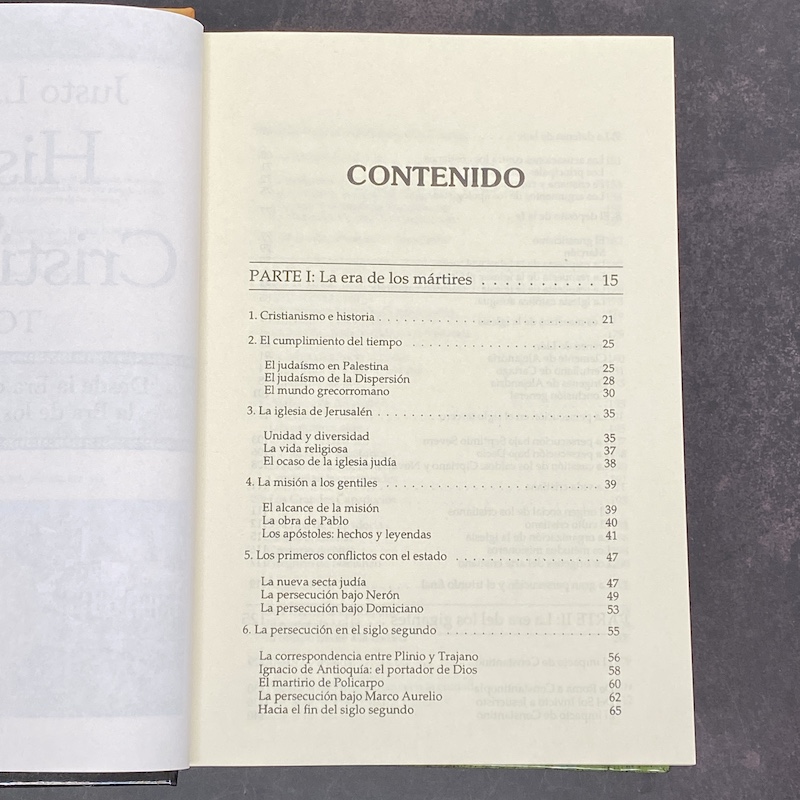 CONTENIDO
PARTE I: La era de los mártires . . . . . . . . . . 15
1. Cristianismo e historia . . . . . . . . . . . . . . . . . . . . . . 21
2. El cumplimiento del tiempo . . . . . . . . . . . . . . . . . . . 25
El judaísmo en Palestina 25
El judaísmo de la Dispersión 28
El mundo grecorromano 30
3. La iglesia de Jerusalén . . . . . . . . . . . . . . . . . . . . . . 35
Unidad y diversidad 35
La vida religiosa 37
El ocaso de la iglesia judía 38
4. La misión a los gentiles . . . . . . . . . . . . . . . . . . . . . 39
El alcance de la misión 39
La obra de Pablo 40
Los apóstoles: hechos y leyendas 41
5. Los primeros conflictos con el estado . . . . . . . . . . . . . 47
La nueva secta judía 47
La persecución bajo Nerón 49
La persecución bajo Domiciano 53
6. La persecución en el siglo segundo . . . . . . . . . . . . . . 55
La correspondencia entre Plinio y Trajano 56
Ignacio de Antioquía: el portador de Dios 58
El martirio de Policarpo 60
La persecución bajo Marco Aurelio 62
Hacia el fin del siglo segundo 65